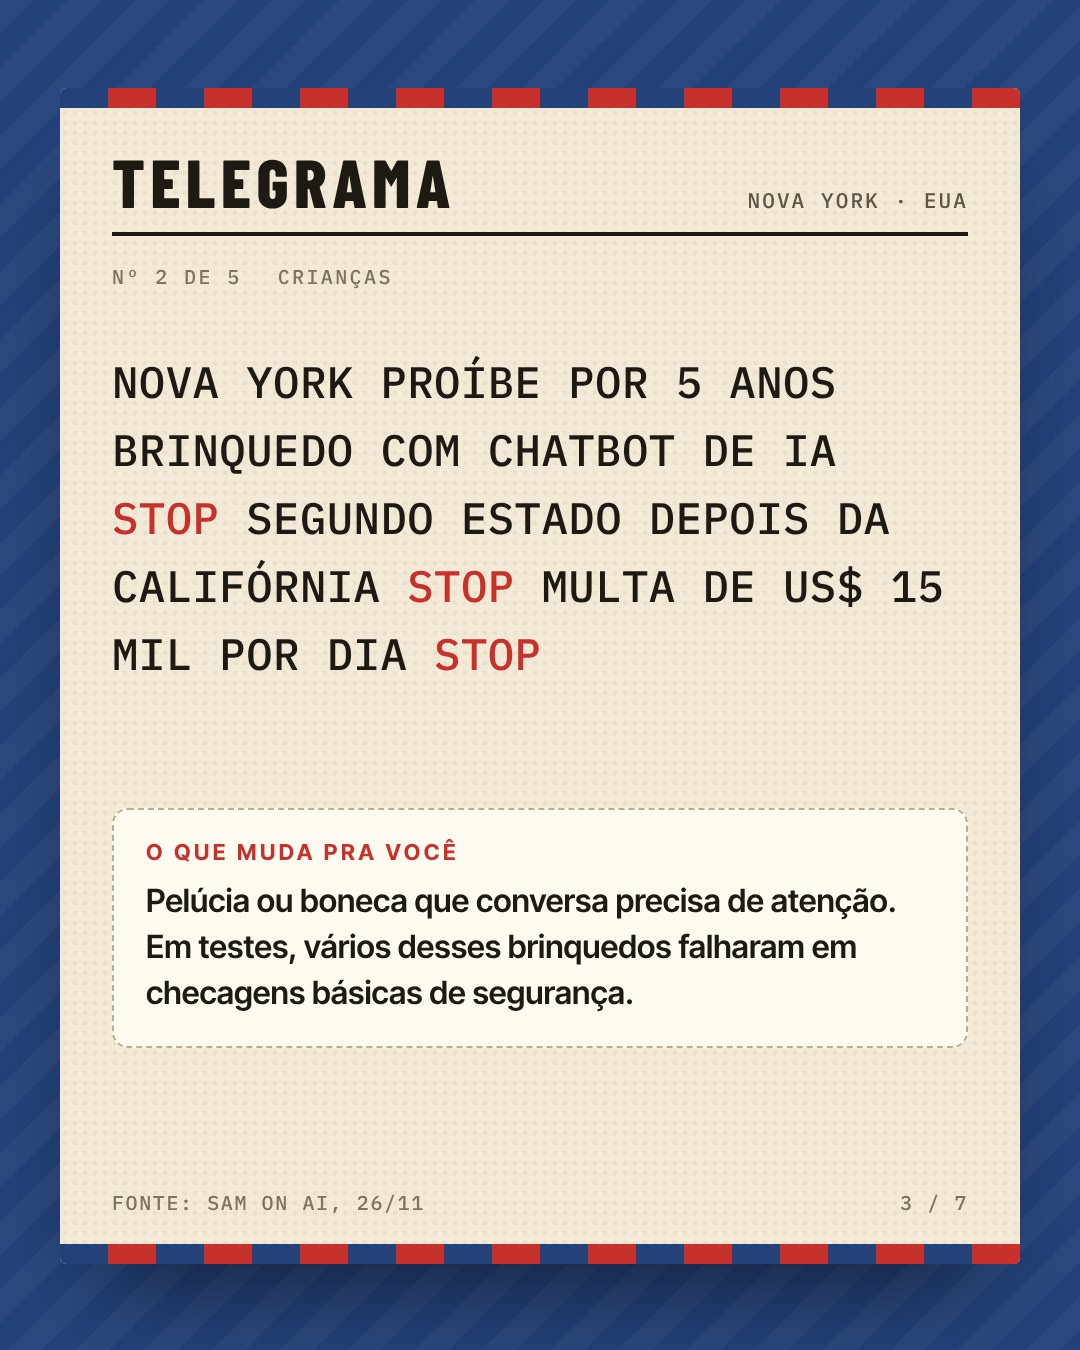 TELEGRAMA
NOVA YORK · EUA
Nº 2 DE 5 CRIANÇAS
NOVA YORK PROÍBE POR 5 ANOS
BRINQUEDO COM CHATBOT DE IA
STOP SEGUNDO ESTADO DEPOIS DA
CALIFÓRNIA STOP MULTA DE US$ 15
MIL POR DIA STOP
O QUE MUDA PRA VOCÊ
Pelúcia ou boneca que conversa precisa de atenção.
Em testes, vários desses brinquedos falharam em
checagens básicas de segurança.
FONTE: SAM ON AI, 26/11
3 / 7